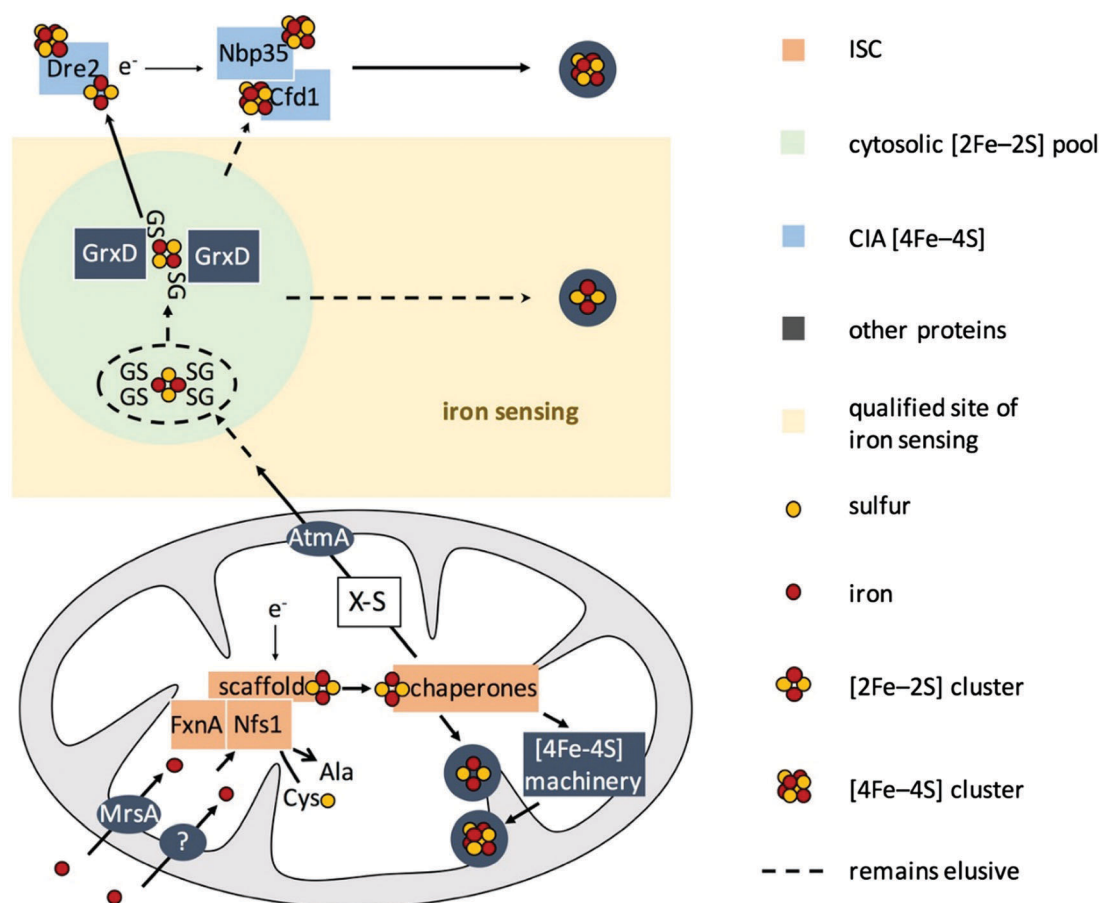 Dre2
e-
Nbp35
Cfd1
GS
GrxD
GrxD
SG
GS SG
GS SG
iron sensing
AtmA
X-S
e-
scaffold
chaperones
FxnA
Nfs1
[4Fe-4S]
machinery
Ala
Cys
MrsA
?
ISC
cytosolic [2Fe–2S] pool
CIA [4Fe–4S]
other proteins
qualified site of
iron sensing
sulfur
iron
[2Fe–2S] cluster
[4Fe–4S] cluster
remains elusive